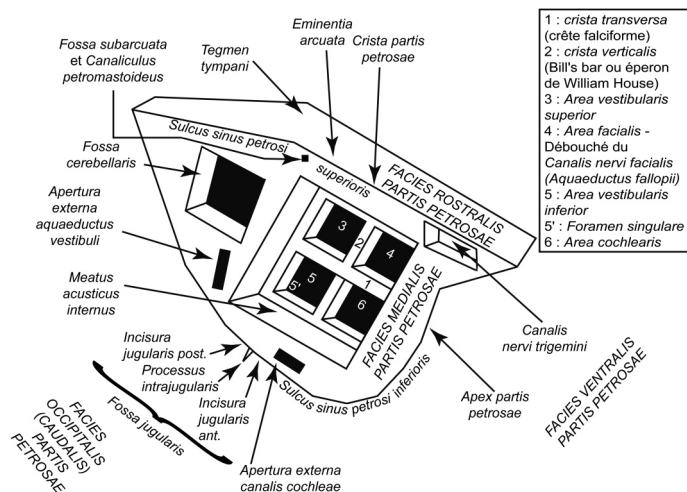 Fossa subarcuata
et Canaliculus
petromastoideus
Tegmen
tympani
Eminentia
arcuata
Crista partis
petrosae
Fossa
cerebellaris
Apertura
externa
aquaeductus
vestibuli
Meatus
acusticus
internus
Incisura
jugularis post.
Processus
intrajugularis
Incisura
jugularis
ant.
Fossa jugularis
FACIES
OCCIPITALIS
(CAUDALIS)
PARTIS
PETROSAE
Apertura externa
canalis cochleae
Sulcus sinus petrosi
superioris
FACIES ROSTRALIS
PARTIS PETROSAE
3
2
4
5
5'
1
6
FACIES MEDIALIS
PARTIS PETROSAE
Sulcus sinus petrosi inferioris
Canalis
nervi trigemini
Apex partis
petrosae
FACIES VENTRALIS
PARTIS PETROSAE
1 : crista transversa
(crête falciforme)
2 : crista verticalis
(Bill's bar ou éperon
de William House)
3 : Area vestibularis
superior
4 : Area facialis -
Débouché du
Canalis nervi facialis
(Aquaeductus fallopii)
5 : Area vestibularis
inferior
5' : Foramen singulare
6 : Area cochlearis